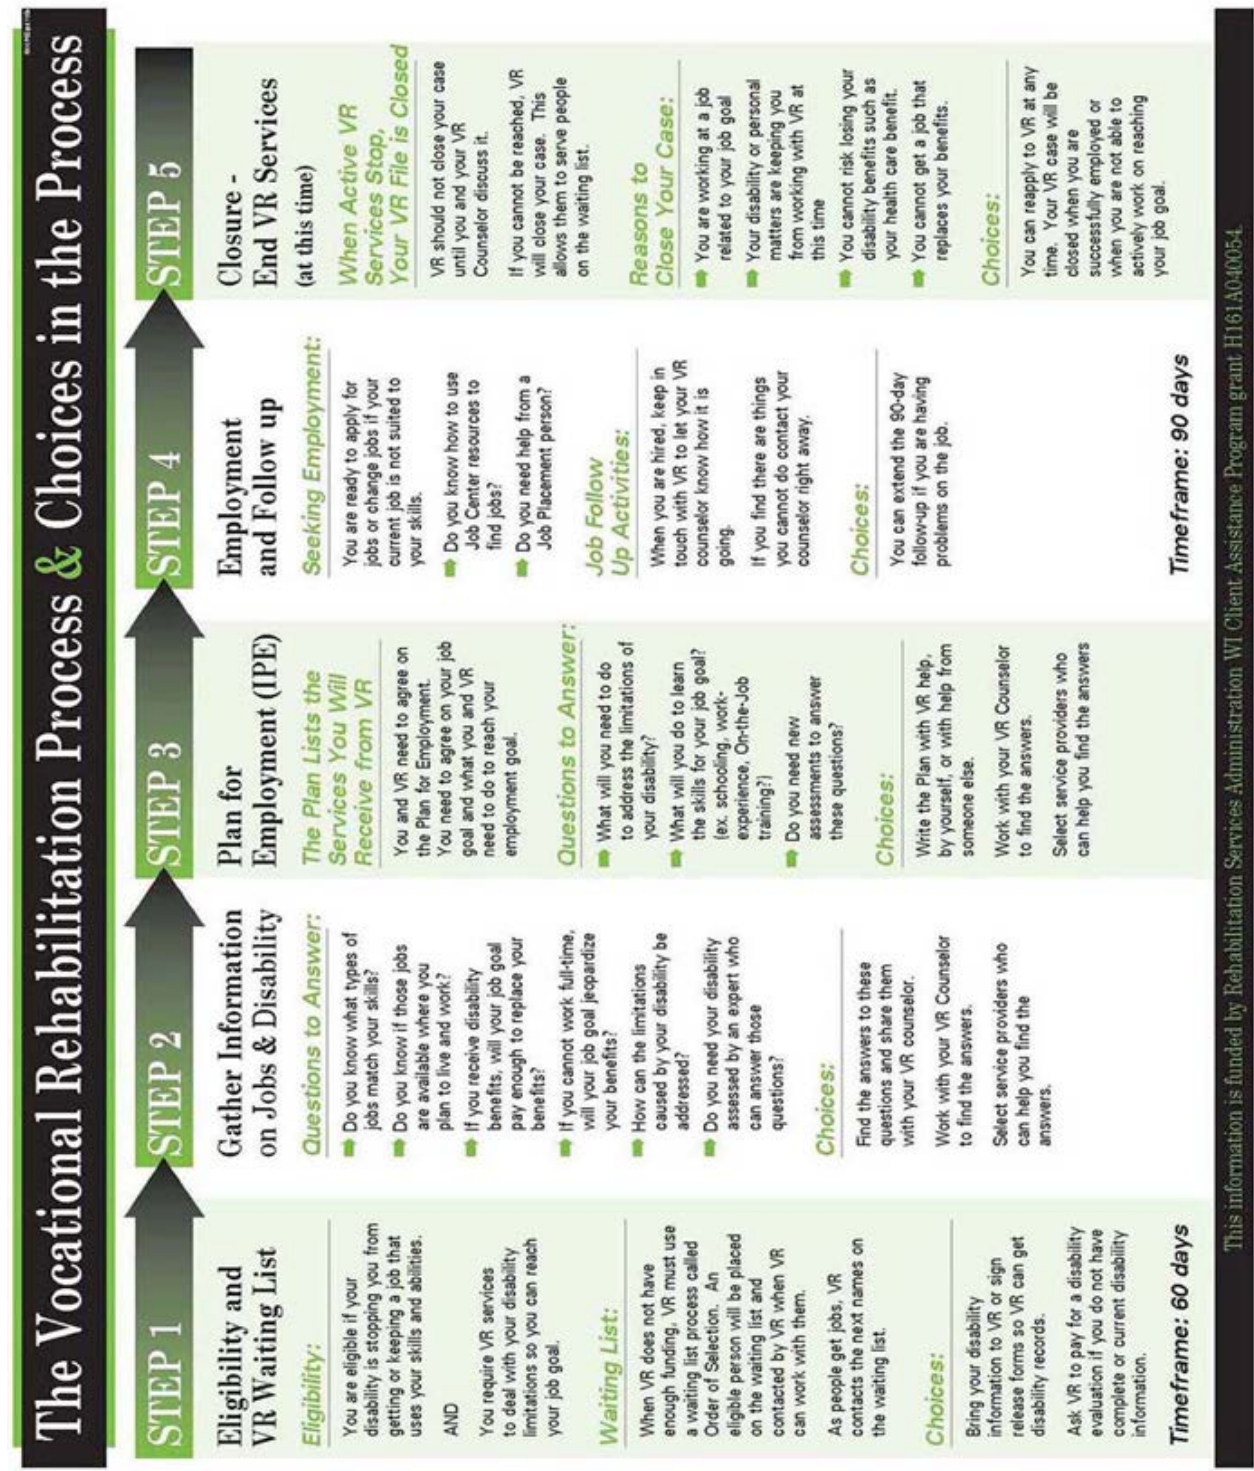 The Vocational Rehabilitation Process & Choices in the Process
STEP 1
Eligibility and
VR Waiting List
Eligibility:
You are eligible if your
disability is stopping you from
getting or keeping a job that
uses your skills and abilities.
AND
You require VR services
to deal with your disability
limitations so you can reach
your job goal.
Waiting List:
When VR does not have
enough funding, VR must use
a waiting list process called
Order of Selection. An
eligible person will be placed
on the waiting list and
contacted by VR when VR
can work with them.
As people get jobs, VR
contacts the next names on
the waiting list.
Choices:
Bring your disability
information to VR or sign
release forms so VR can get
disability records.
Ask VR to pay for a disability
evaluation if you do not have
complete or current disability
information.
Timeframe: 60 days
STEP 2
Gather Information
on Jobs & Disability
Questions to Answer:
Do you know what types of
jobs match your skills?
Do you know if those jobs
are available where you
plan to live and work?
If you receive disability
benefits, will your job goal
pay enough to replace your
benefits?
If you cannot work full-time,
will your job goal jeopardize
your benefits?
How can the limitations
caused by your disability be
addressed?
Do you need your disability
assessed by an expert who
can answer those
questions?
Choices:
Find the answers to these
questions and share them
with your VR counselor.
Work with your VR Counselor
to find the answers.
Select service providers who
can help you find the
answers.
STEP 3
Plan for
Employment (IPE)
The Plan Lists the
Services You Will
Receive from VR
You and VR need to agree on
the Plan for Employment.
You need to agree on your job
goal and what you and VR
need to do to reach your
employment goal.
Questions to Answer:
What will you need to do
to address the limitations of
your disability?
What will you do to learn
the skills for your job goal?
(ex. schooling, work-
experience, On-the-Job
training?)
Do you need new
assessments to answer
these questions?
Choices:
Write the Plan with VR help,
by yourself, or with help from
someone else.
Work with your VR Counselor
to find the answers.
Select service providers who
can help you find the answers
STEP 4
Employment
and Follow up
Seeking Employment:
You are ready to apply for
jobs or change jobs if your
current job is not suited to
your skills.
Do you know how to use
Job Center resources to
find jobs?
Do you need help from a
Job Placement person?
Job Follow
Up Activities:
When you are hired, keep in
touch with VR to let your VR
counselor know how it is
going.
If you find there are things
you cannot do contact your
counselor right away.
Choices:
You can extend the 90-day
follow-up if you are having
problems on the job.
Timeframe: 90 days
STEP 5
Closure -
End VR Services
(at this time)
When Active VR
Services Stop,
Your VR File is Closed
VR should not close your case
until you and your VR
Counselor discuss it.
If you cannot be reached, VR
will close your case. This
allows them to serve people
on the waiting list.
Reasons to
Close Your Case:
You are working at a job
related to your job goal
Your disability or personal
matters are keeping you
from working with VR at
this time
You cannot risk losing your
disability benefits such as
your health care benefit.
You cannot get a job that
replaces your benefits.
Choices:
You can reapply to VR at any
time. Your VR case will be
closed when you are
successfully employed or
when you are not able to
actively work on reaching
your job goal.
This information is funded by Rehabilitation Services Administration WI Client Assistance Program grant H161A040054.